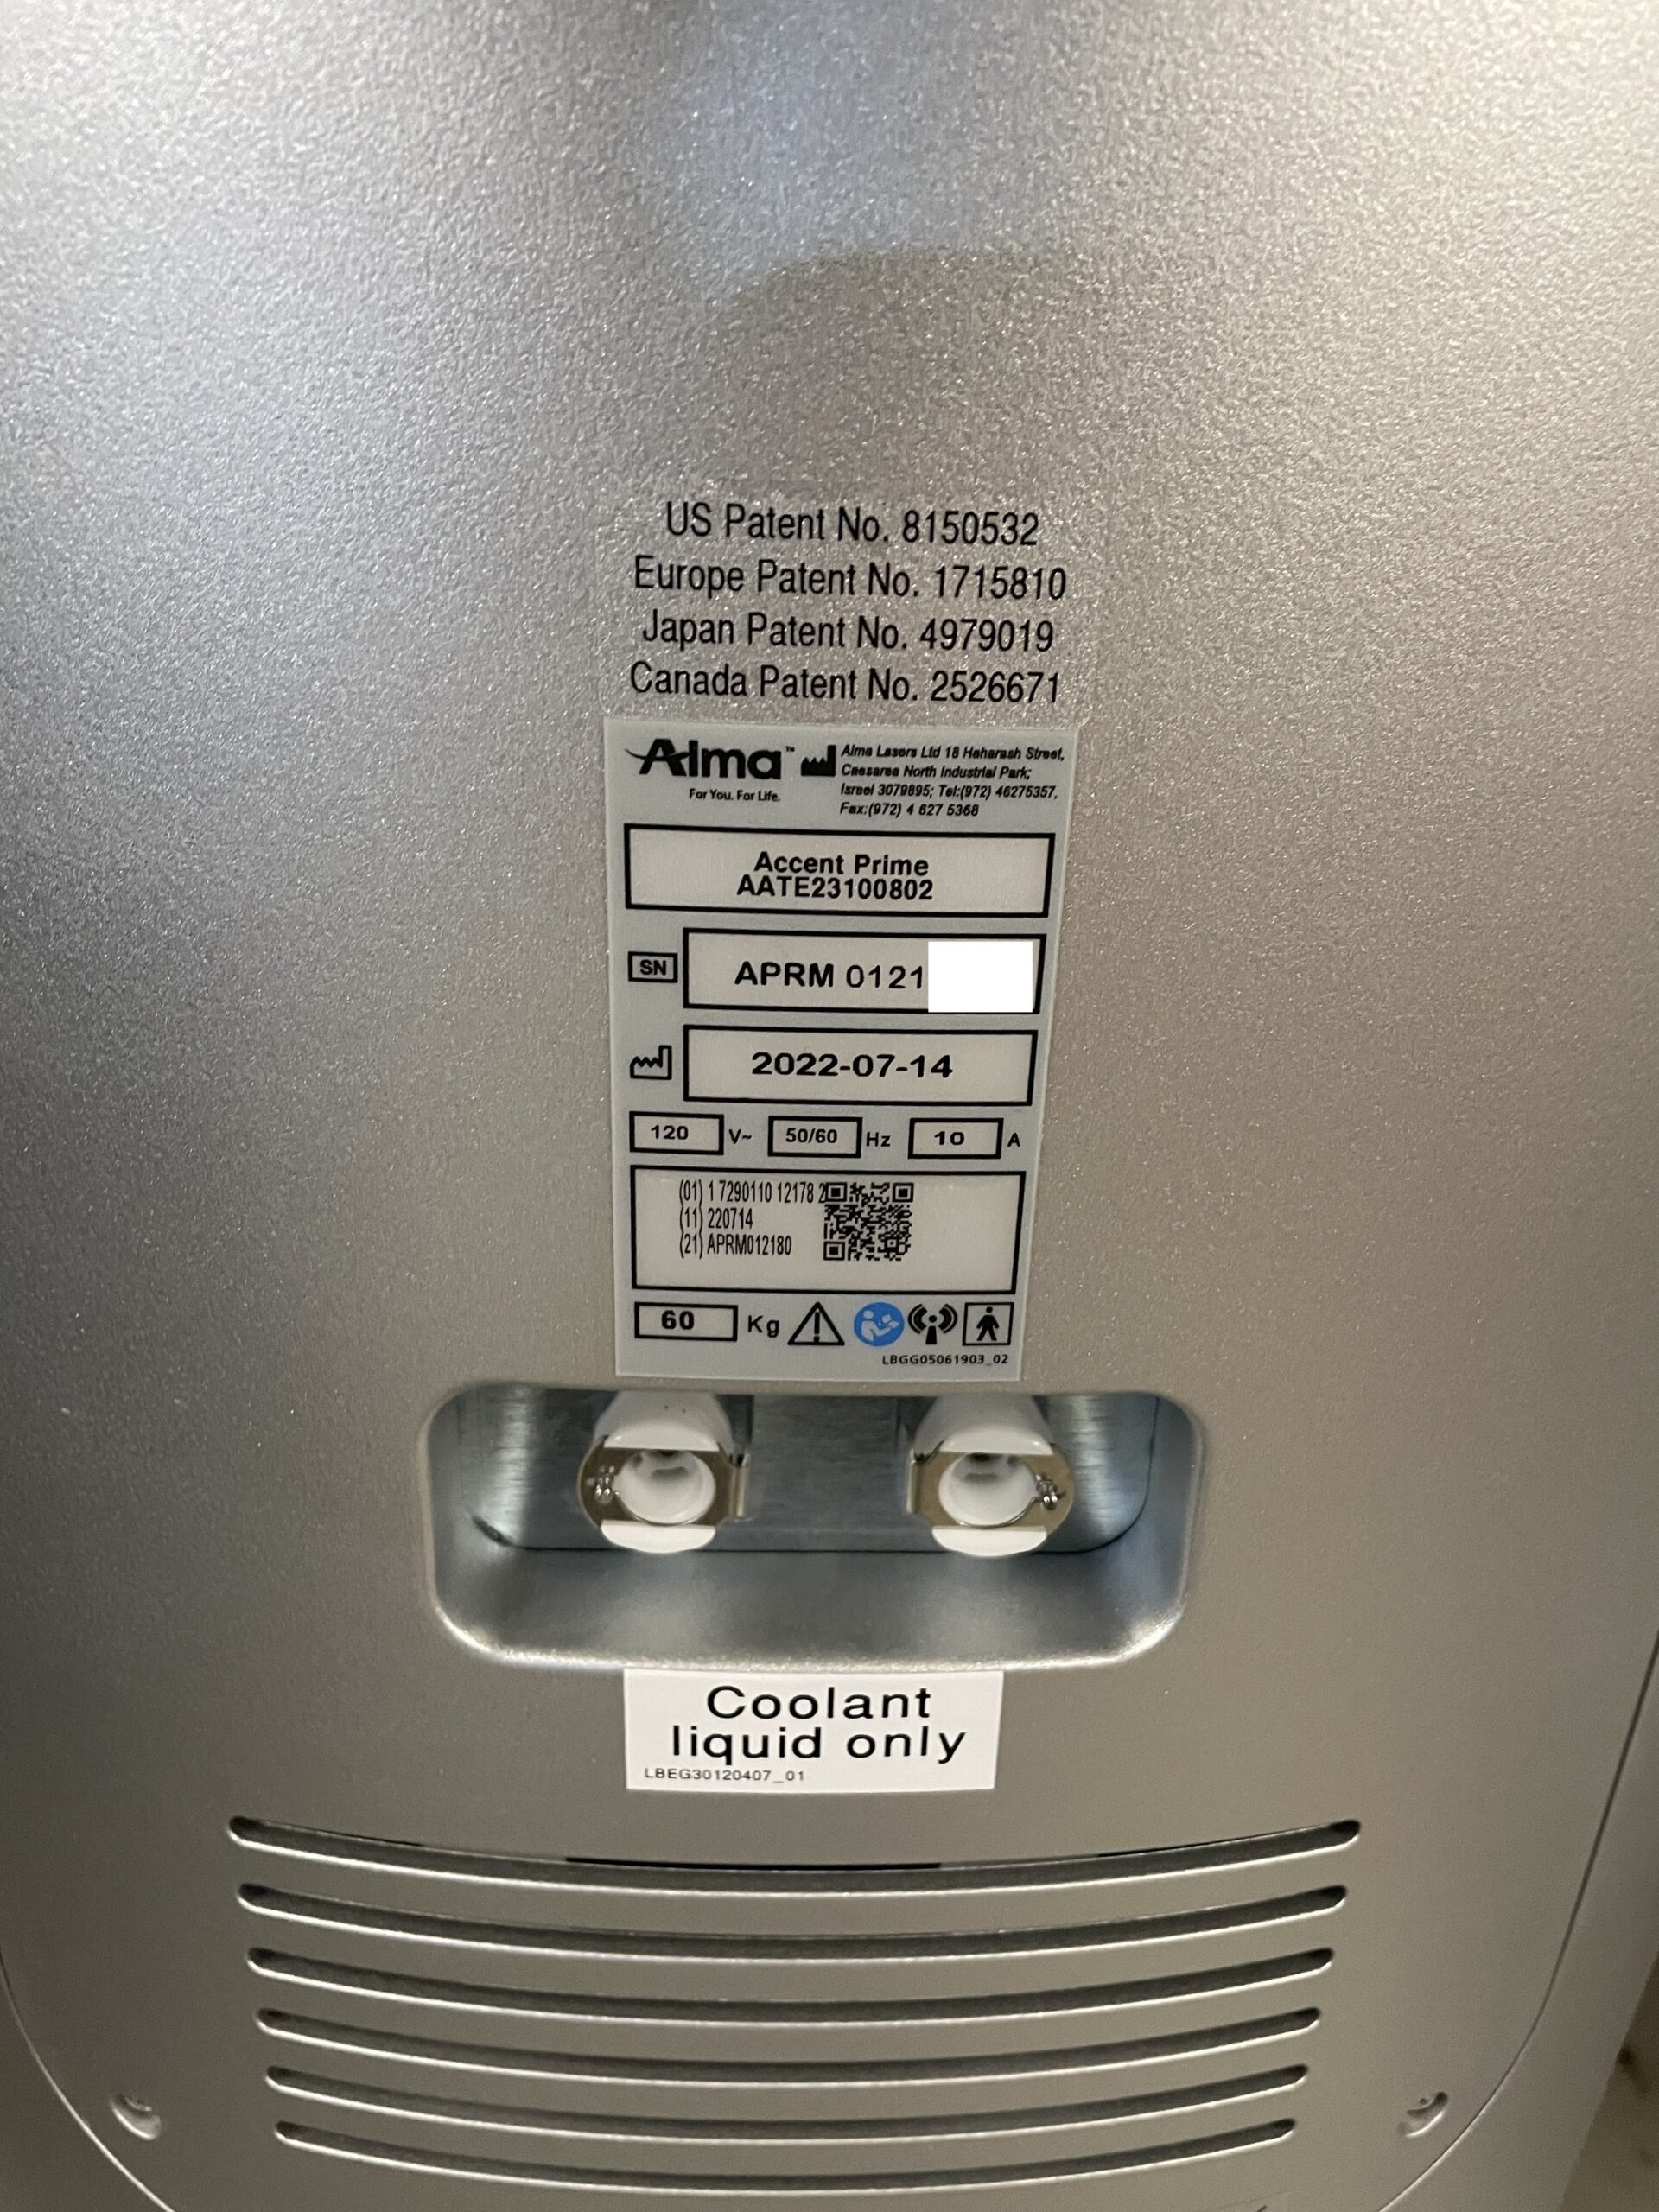 US Patent No. 8150532
Europe Patent No. 1715810
Japan Patent No. 4979019
Canada Patent No. 2526671
Alma™
For You. For Life.
Alma Lasers Ltd 18 Haharash Street,
Caesarea North Industrial Park;
Israel 3079895; Tel:(972) 46275357,
Fax:(972) 4 627 5368
Accent Prime
AATE23100802
SN APRM 0121
2022-07-14
120 V~ 50/60 Hz 10 A
(01) 1 7290110 12178 2
(11) 220714
(21) APRM012180
60 Kg
LBGG05061903_02
Coolant
liquid only
LBEG30120407_01